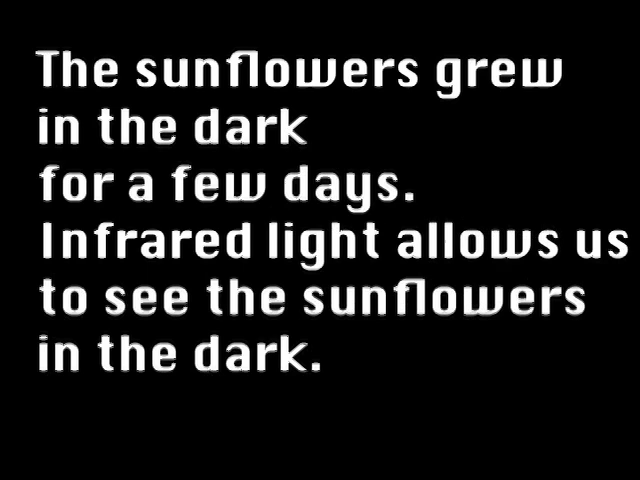 The sunflowers grew
in the dark
for a few days.
Infrared light allows us
to see the sunflowers
in the dark.